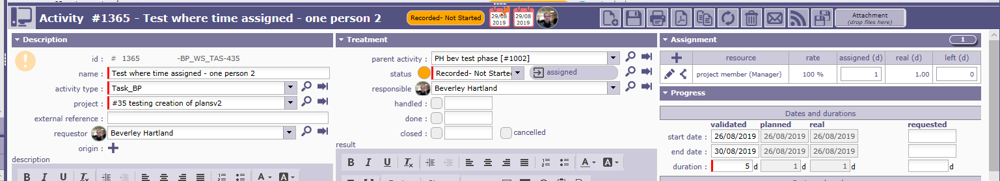 Activity #1365 - Test where time assigned - one person 2
Recorded- Not Started
29/08
2019
29/08
2019
Attachment
(drop files here)
Description
id : # 1365 -BP_WS_TAS-435
name : Test where time assigned - one person 2
activity type : Task_BP
project : #35 testing creation of plansv2
external reference :
requestor Beverley Hartland
origin :
description
B I U Tx
Treatment
parent activity : PH bev test phase [#1002]
status Recorded- Not Starte assigned
responsible Beverley Hartland
handled :
done :
closed : cancelled
result
B I U Tx A A
Assignment 1
resource rate assigned (d) real (d) left (d)
project member (Manager) 100 % 1 1.00 0
Progress
Dates and durations
validated planned real requested
start date : 26/08/2019 26/08/2019 26/08/2019
end date : 30/08/2019 26/08/2019 26/08/2019
duration : 5 d 1 d 1 d d